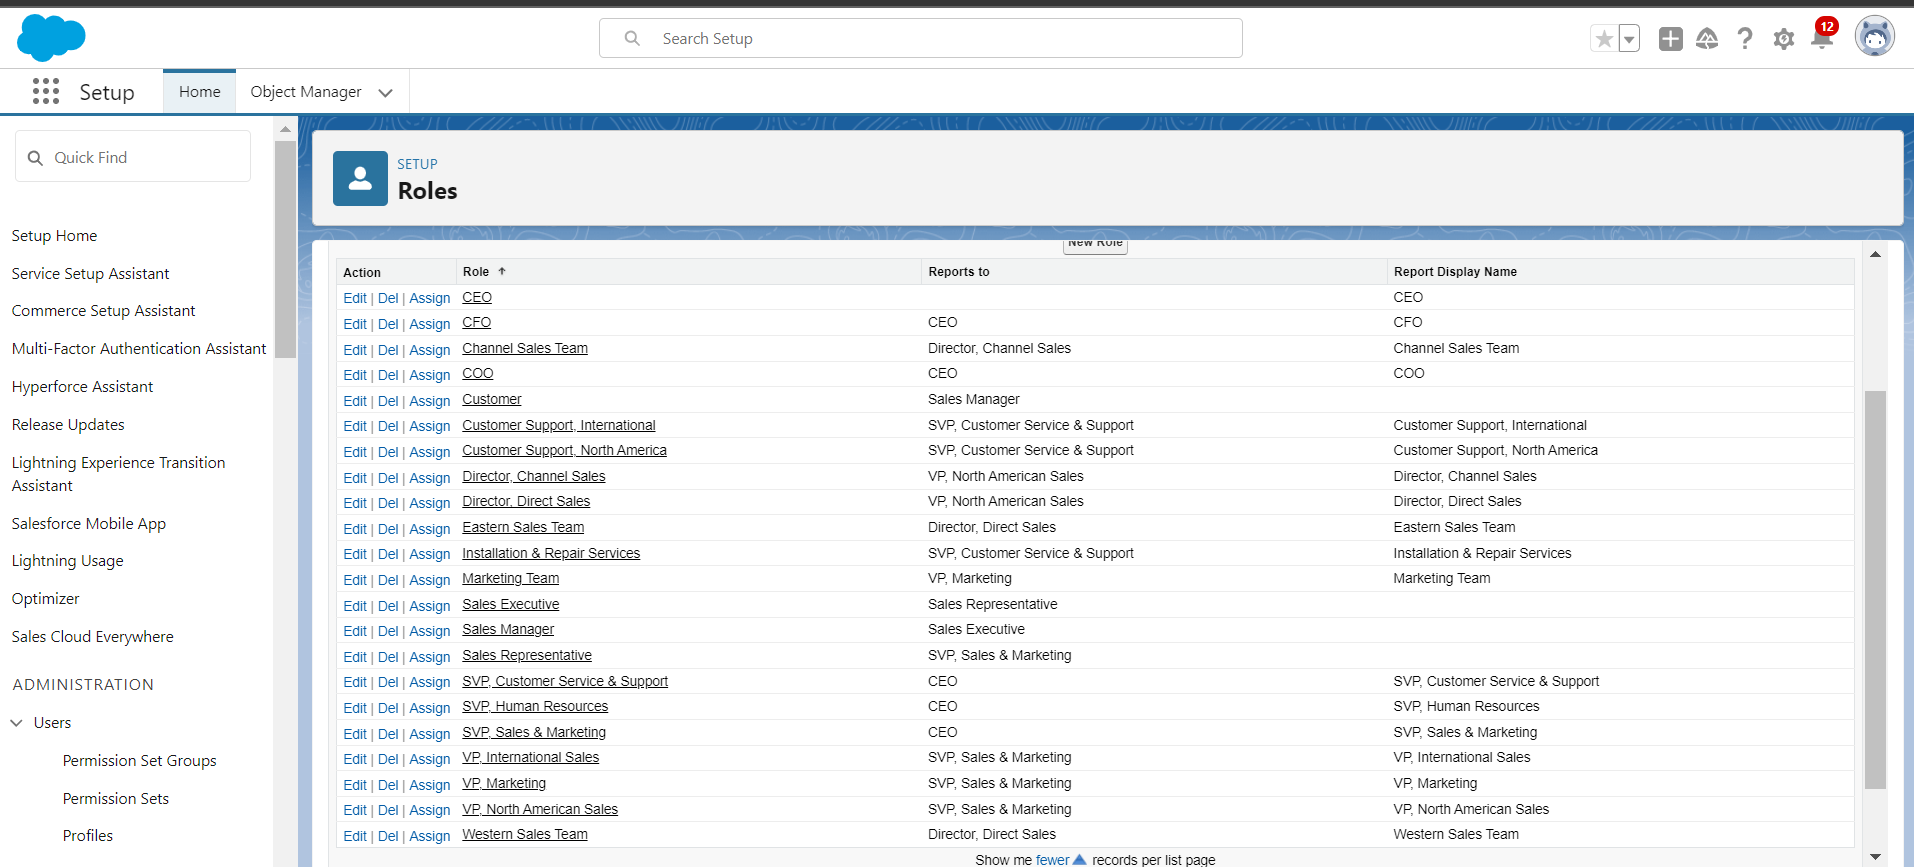 Search Setup
12
Setup
Home
Object Manager
Quick Find
Setup Home
Service Setup Assistant
Commerce Setup Assistant
Multi-Factor Authentication Assistant
Hyperforce Assistant
Release Updates
Lightning Experience Transition
Assistant
Salesforce Mobile App
Lightning Usage
Optimizer
Sales Cloud Everywhere
ADMINISTRATION
Users
Permission Set Groups
Permission Sets
Profiles
SETUP
Roles
New Role
Action Role Reports to Report Display Name
Edit | Del | Assign CEO CEO
Edit | Del | Assign CFO CEO CFO
Edit | Del | Assign Channel Sales Team Director, Channel Sales Channel Sales Team
Edit | Del | Assign COO CEO COO
Edit | Del | Assign Customer Sales Manager
Edit | Del | Assign Customer Support, International SVP, Customer Service & Support Customer Support, International
Edit | Del | Assign Customer Support, North America SVP, Customer Service & Support Customer Support, North America
Edit | Del | Assign Director, Channel Sales VP, North American Sales Director, Channel Sales
Edit | Del | Assign Director, Direct Sales VP, North American Sales Director, Direct Sales
Edit | Del | Assign Eastern Sales Team Director, Direct Sales Eastern Sales Team
Edit | Del | Assign Installation & Repair Services SVP, Customer Service & Support Installation & Repair Services
Edit | Del | Assign Marketing Team VP, Marketing Marketing Team
Edit | Del | Assign Sales Executive Sales Representative
Edit | Del | Assign Sales Manager Sales Executive
Edit | Del | Assign Sales Representative SVP, Sales & Marketing
Edit | Del | Assign SVP, Customer Service & Support CEO SVP, Customer Service & Support
Edit | Del | Assign SVP, Human Resources CEO SVP, Human Resources
Edit | Del | Assign SVP, Sales & Marketing CEO SVP, Sales & Marketing
Edit | Del | Assign VP, International Sales SVP, Sales & Marketing VP, International Sales
Edit | Del | Assign VP, Marketing SVP, Sales & Marketing VP, Marketing
Edit | Del | Assign VP, North American Sales SVP, Sales & Marketing VP, North American Sales
Edit | Del | Assign Western Sales Team Director, Direct Sales Western Sales Team
Show me fewer records per list page